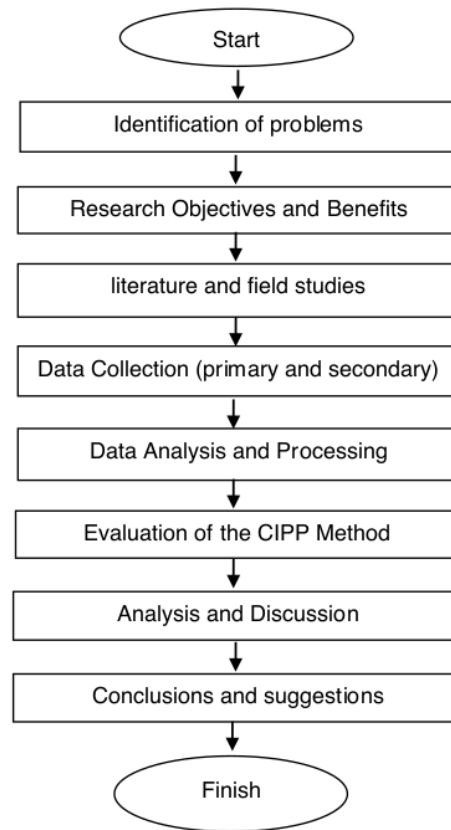 Start
Identification of problems
Research Objectives and Benefits
literature and field studies
Data Collection (primary and secondary)
Data Analysis and Processing
Evaluation of the CIPP Method
Analysis and Discussion
Conclusions and suggestions
Finish